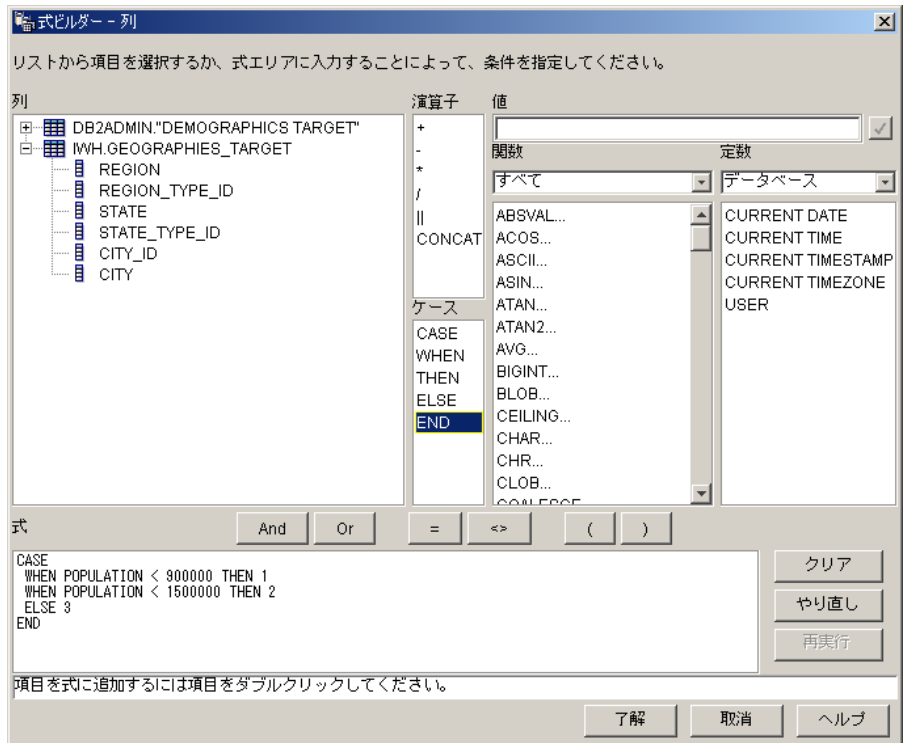 式ビルダー - 列
リストから項目を選択するか、式エリアに入力することによって、条件を指定してください。
列
DB2ADMIN."DEMOGRAPHICS TARGET"
IWH.GEOGRAPHIES_TARGET
REGION
REGION_TYPE_ID
STATE
STATE_TYPE_ID
CITY_ID
CITY
演算子
+
-
*
/
||
CONCAT
ケース
CASE
WHEN
THEN
ELSE
END
値
関数
すべて
ABSVAL...
ACOS...
ASCII...
ASIN...
ATAN...
ATAN2...
AVG...
BIGINT...
BLOB...
CEILING...
CHAR...
CHR...
CLOB...
定数
データベース
CURRENT DATE
CURRENT TIME
CURRENT TIMESTAMP
CURRENT TIMEZONE
USER
式
And
Or
=
<>
(
)
CASE
WHEN POPULATION < 900000 THEN 1
WHEN POPULATION < 1500000 THEN 2
ELSE 3
END
クリア
やり直し
再実行
項目を式に追加するには項目をダブルクリックしてください。
了解
取消
ヘルプ